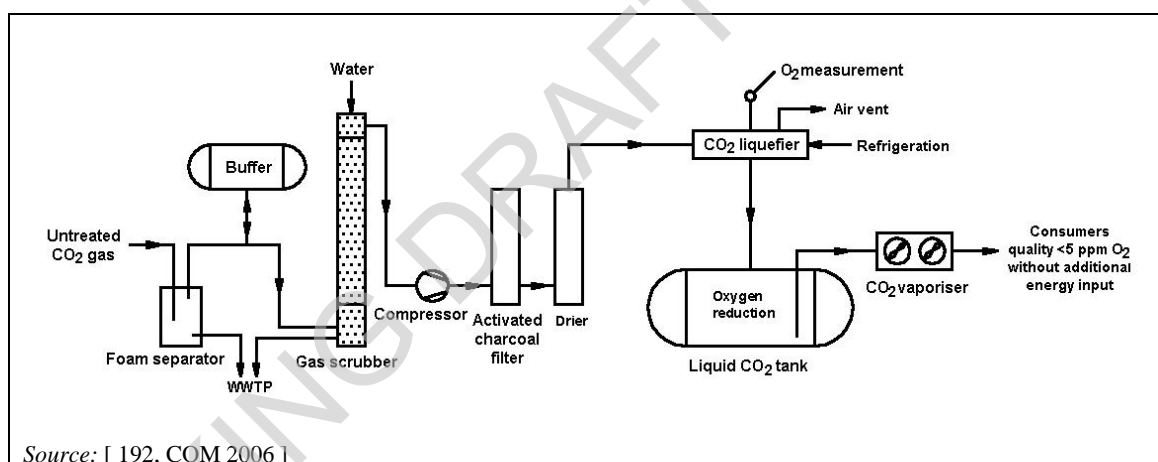 Water
O2 measurement
Air vent
CO2 liquefier
Refrigeration
Buffer
Untreated
CO2 gas
Consumers
quality <5 ppm O2
without additional
energy input
CO2 vaporiser
Oxygen
reduction
Compressor
Activated
charcoal
filter
Drier
Foam separator
Gas scrubber
Liquid CO2 tank
WWTP
KING DRAFT
Source: [ 192, COM 2006 ]